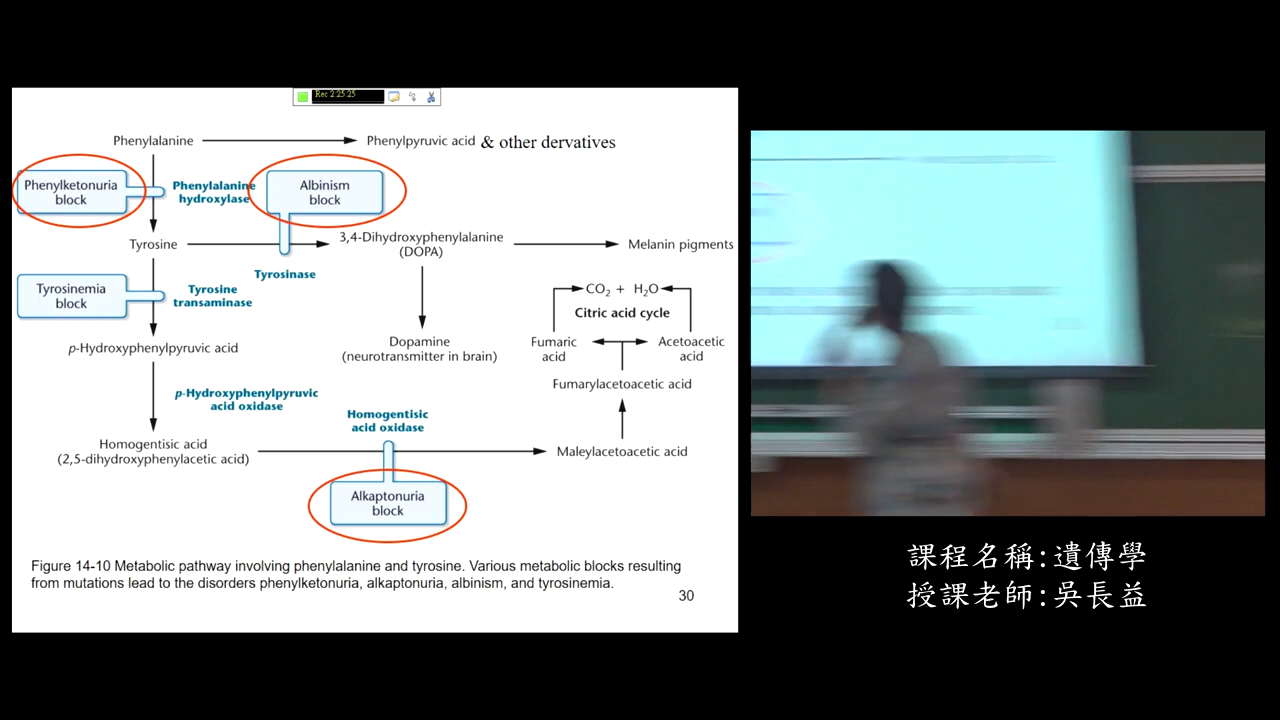 Rec 2:25:25
Phenylalanine
Phenylpyruvic acid & other dervatives
Phenylketonuria
block
Phenylalanine
hydroxylase
Albinism
block
Tyrosine
3,4-Dihydroxyphenylalanine
(DOPA)
Melanin pigments
Tyrosinase
Tyrosinemia
block
Tyrosine
transaminase
CO2 + H2O
Citric acid cycle
p-Hydroxyphenylpyruvic acid
Dopamine
(neurotransmitter in brain)
Fumaric
acid
Acetoacetic
acid
Fumarylacetoacetic acid
p-Hydroxyphenylpyruvic
acid oxidase
Homogentisic
acid oxidase
Homogentisic acid
(2,5-dihydroxyphenylacetic acid)
Maleylacetoacetic acid
Alkaptonuria
block
Figure 14-10 Metabolic pathway involving phenylalanine and tyrosine. Various metabolic blocks resulting
from mutations lead to the disorders phenylketonuria, alkaptonuria, albinism, and tyrosinemia.
30
課程名稱:遺傳學
授課老師:吳長益